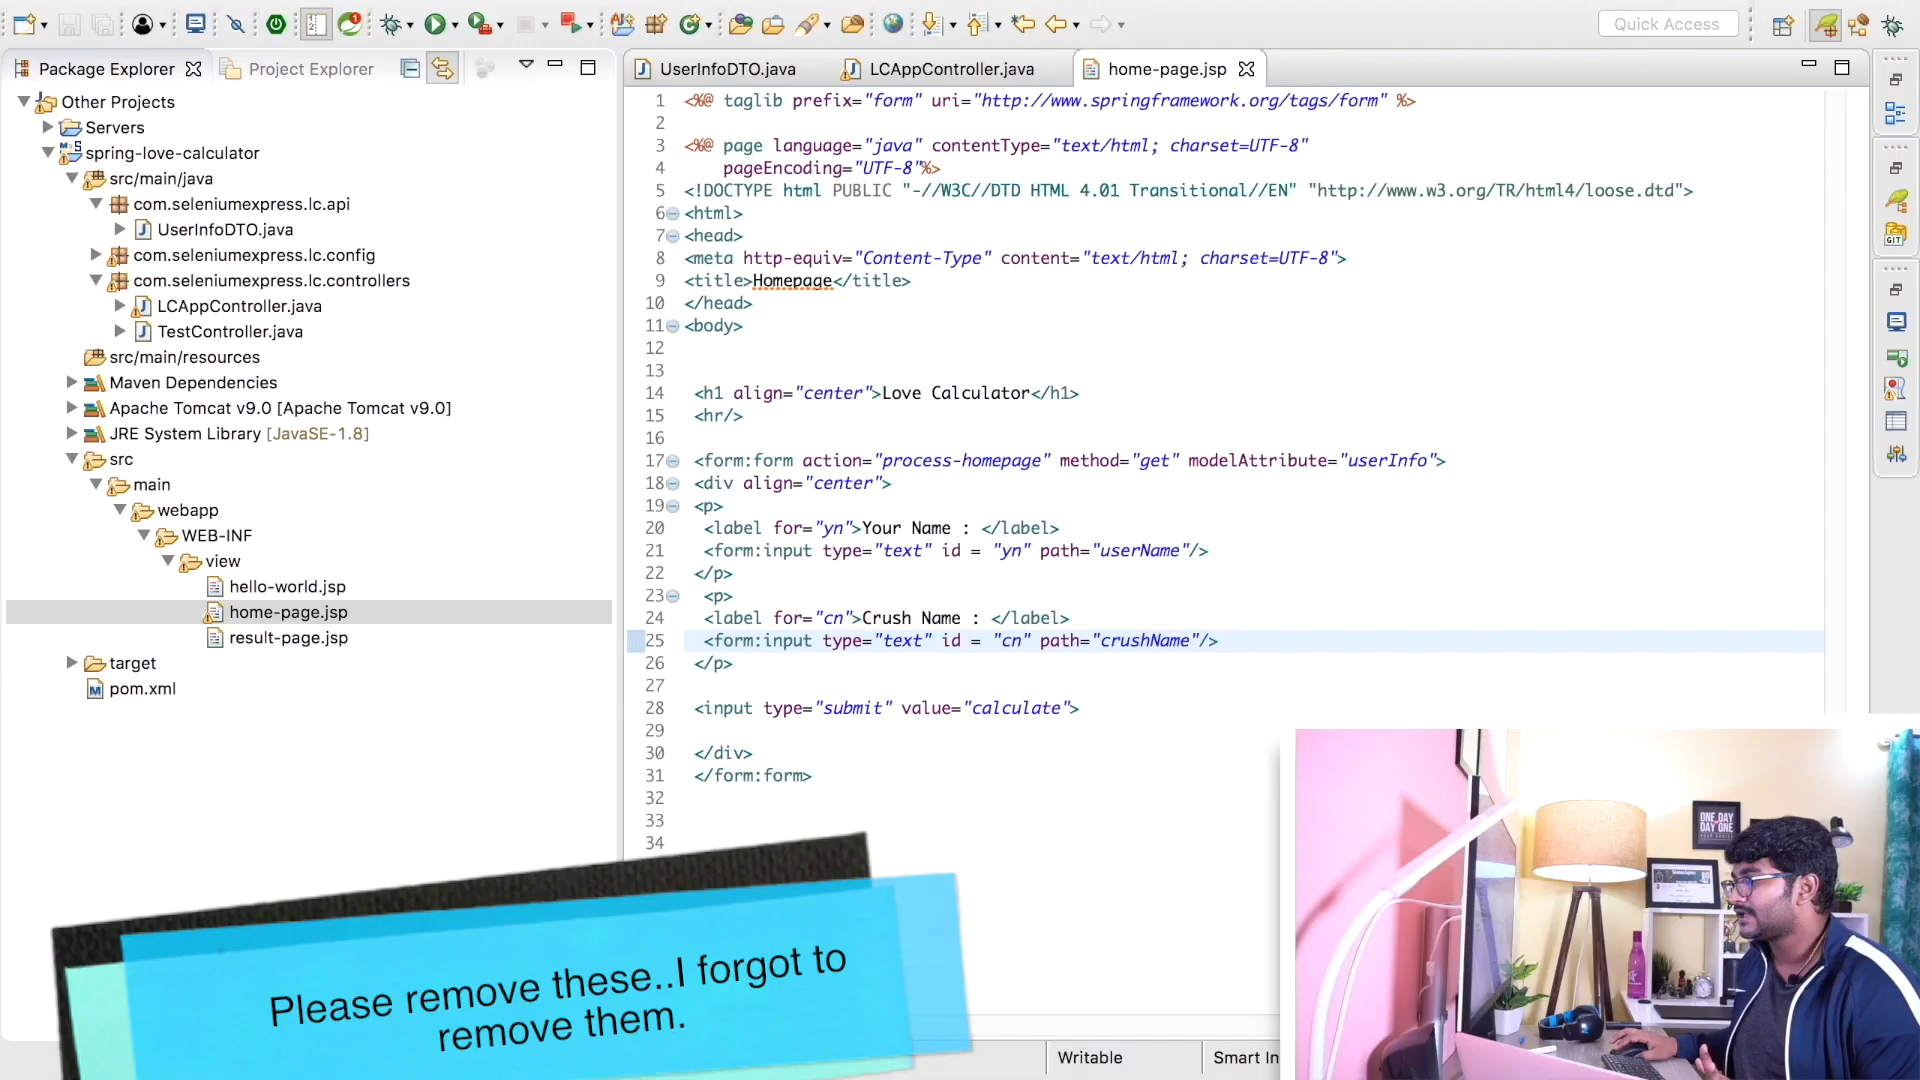 Quick Access
Package Explorer
Project Explorer
Other Projects
Servers
spring-love-calculator
src/main/java
com.seleniumexpress.lc.api
UserInfoDTO.java
com.seleniumexpress.lc.config
com.seleniumexpress.lc.controllers
LCAppController.java
TestController.java
src/main/resources
Maven Dependencies
Apache Tomcat v9.0 [Apache Tomcat v9.0]
JRE System Library [JavaSE-1.8]
src
main
webapp
WEB-INF
view
hello-world.jsp
home-page.jsp
result-page.jsp
target
pom.xml
UserInfoDTO.java
LCAppController.java
home-page.jsp
1 <%@ taglib prefix="form" uri="http://www.springframework.org/tags/form" %>
2
3 <%@ page language="java" contentType="text/html; charset=UTF-8"
4 pageEncoding="UTF-8"%>
5 <!DOCTYPE html PUBLIC "-//W3C//DTD HTML 4.01 Transitional//EN" "http://www.w3.org/TR/html4/loose.dtd">
6 <html>
7 <head>
8 <meta http-equiv="Content-Type" content="text/html; charset=UTF-8">
9 <title>Homepage</title>
10 </head>
11 <body>
12
13
14 <h1 align="center">Love Calculator</h1>
15 <hr/>
16
17 <form:form action="process-homepage" method="get" modelAttribute="userInfo">
18 <div align="center">
19 <p>
20 <label for="yn">Your Name : </label>
21 <form:input type="text" id = "yn" path="userName"/>
22 </p>
23 <p>
24 <label for="cn">Crush Name : </label>
25 <form:input type="text" id = "cn" path="crushName"/>
26 </p>
27
28 <input type="submit" value="calculate">
29
30 </div>
31 </form:form>
32
33
34
Please remove these..I forgot to
remove them.
Writable
Smart In
ONE DAY
DAY ONE
GIT